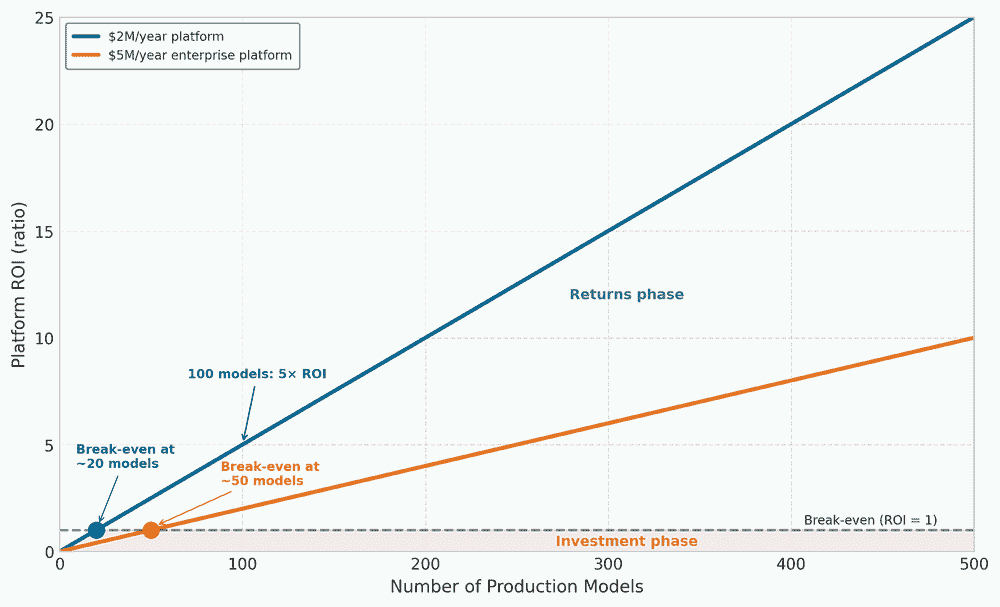 $2M/year platform
$5M/year enterprise platform
25
20
15
10
5
0
Platform ROI (ratio)
Returns phase
100 models: 5× ROI
Break-even at
~20 models
Break-even at
~50 models
Break-even (ROI = 1)
Investment phase
0
100
200
300
400
500
Number of Production Models